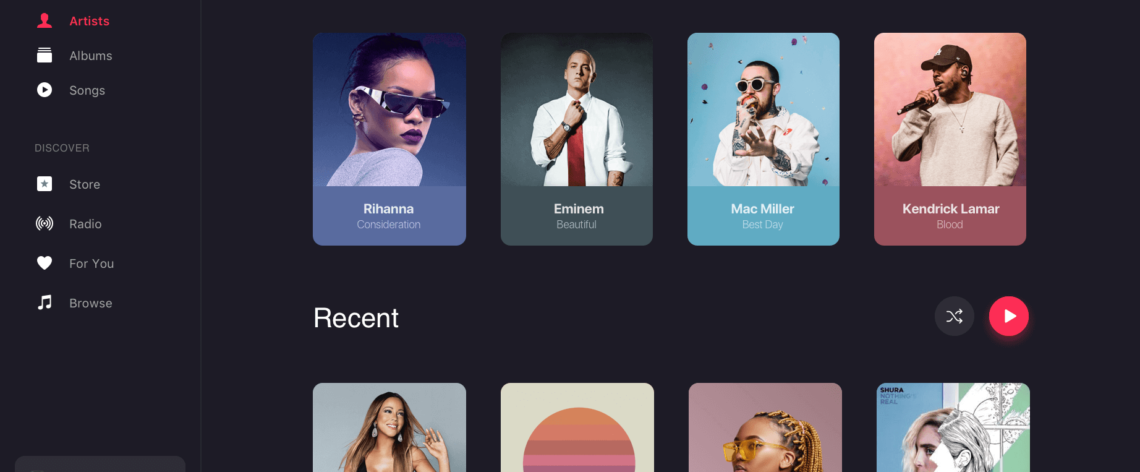 Artists
Albums
Songs
DISCOVER
Store
Radio
For You
Browse
Rihanna
Consideration
Eminem
Beautiful
Mac Miller
Best Day
Kendrick Lamar
Blood
Recent
SHURA
NOTHING'S
REAL